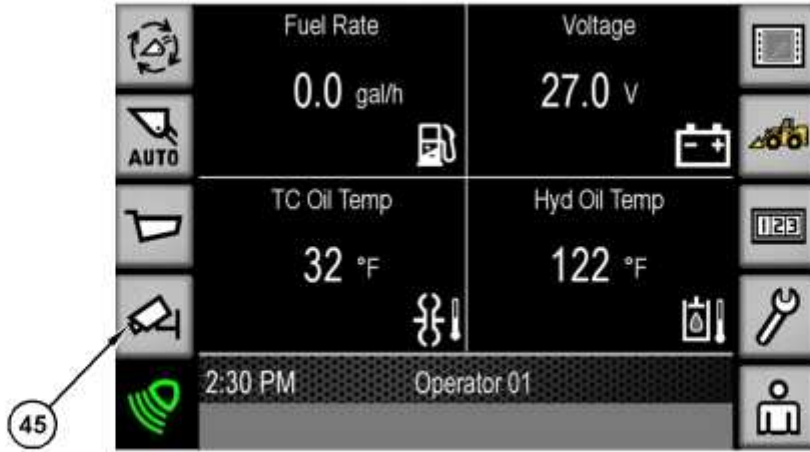 Fuel Rate
Voltage
0.0 gal/h
27.0 V
AUTO
TC Oil Temp
Hyd Oil Temp
123
32 °F
122 °F
2:30 PM
Operator 01
45